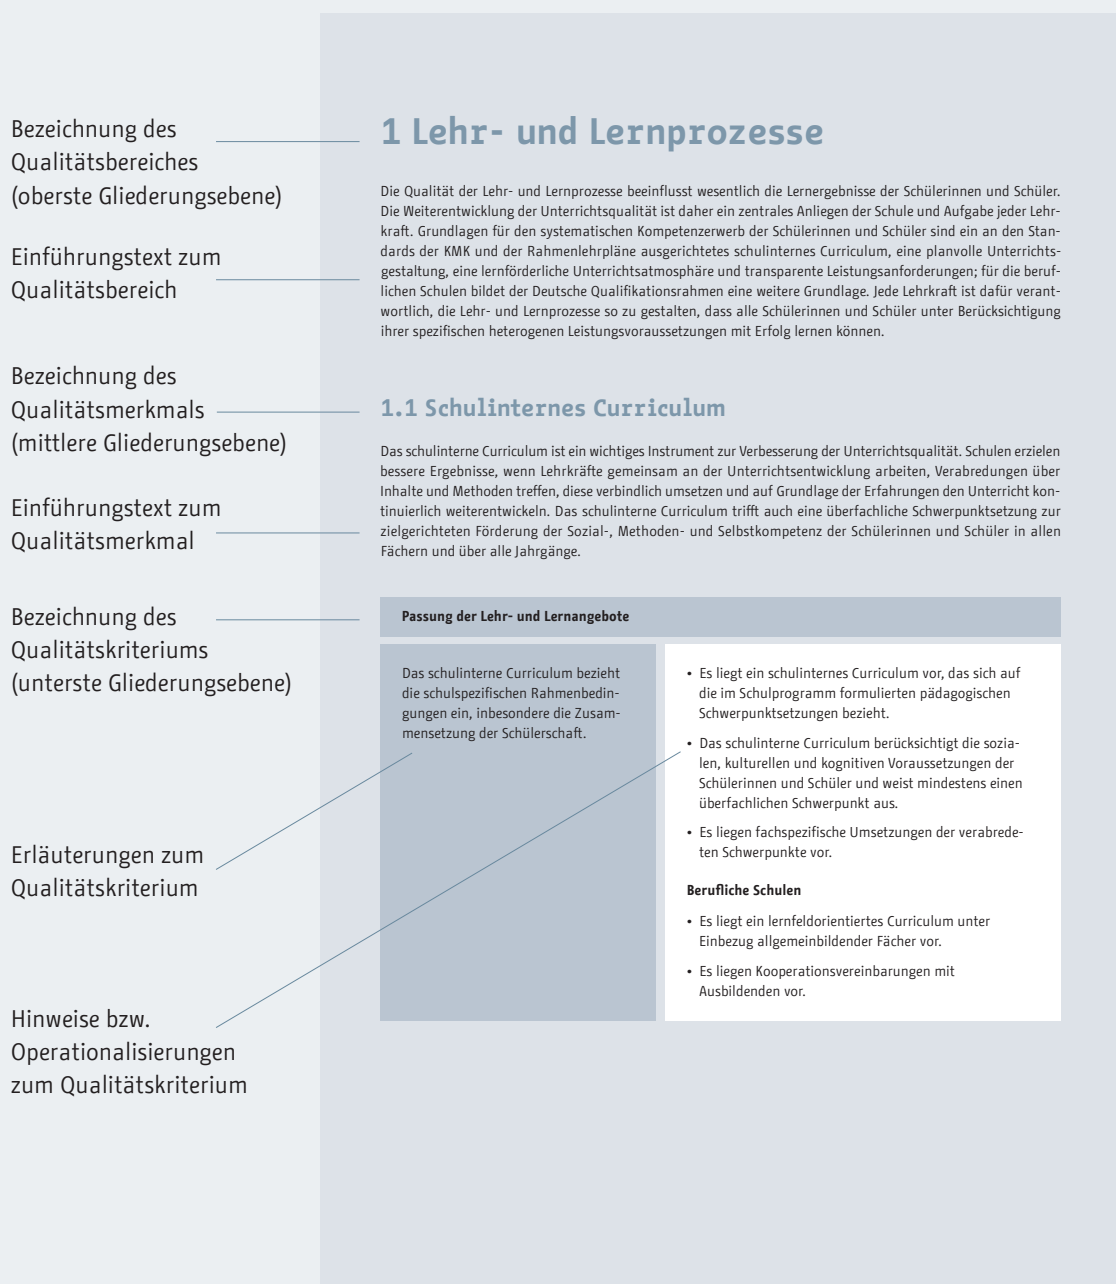 Bezeichnung des
Qualitätsbereiches
(oberste Gliederungsebene)
Einführungstext zum
Qualitätsbereich
Bezeichnung des
Qualitätsmerkmals
(mittlere Gliederungsebene)
Einführungstext zum
Qualitätsmerkmal
Bezeichnung des
Qualitätskriteriums
(unterste Gliederungsebene)
Erläuterungen zum
Qualitätskriterium
Hinweise bzw.
Operationalisierungen
zum Qualitätskriterium
1 Lehr- und Lernprozesse
Die Qualität der Lehr- und Lernprozesse beeinflusst wesentlich die Lernergebnisse der Schülerinnen und Schüler.
Die Weiterentwicklung der Unterrichtsqualität ist daher ein zentrales Anliegen der Schule und Aufgabe jeder Lehr-
kraft. Grundlagen für den systematischen Kompetenzerwerb der Schülerinnen und Schüler sind ein an den Stan-
dards der KMK und der Rahmenlehrpläne ausgerichtetes schulinternes Curriculum, eine planvolle Unterrichts-
gestaltung, eine lernförderliche Unterrichtsatmosphäre und transparente Leistungsanforderungen; für die beruf-
lichen Schulen bildet der Deutsche Qualifikationsrahmen eine weitere Grundlage. Jede Lehrkraft ist dafür verant-
wortlich, die Lehr- und Lernprozesse so zu gestalten, dass alle Schülerinnen und Schüler unter Berücksichtigung
ihrer spezifischen heterogenen Leistungsvoraussetzungen mit Erfolg lernen können.
1.1 Schulinternes Curriculum
Das schulinterne Curriculum ist ein wichtiges Instrument zur Verbesserung der Unterrichtsqualität. Schulen erzielen
bessere Ergebnisse, wenn Lehrkräfte gemeinsam an der Unterrichtsentwicklung arbeiten, Verabredungen über
Inhalte und Methoden treffen, diese verbindlich umsetzen und auf Grundlage der Erfahrungen den Unterricht kon-
tinuierlich weiterentwickeln. Das schulinterne Curriculum trifft auch eine überfachliche Schwerpunktsetzung zur
zielgerichteten Förderung der Sozial-, Methoden- und Selbstkompetenz der Schülerinnen und Schüler in allen
Fächern und über alle Jahrgänge.
Passung der Lehr- und Lernangebote
Das schulinterne Curriculum bezieht
die schulspezifischen Rahmenbedin-
gungen ein, inbesondere die Zusam-
mensetzung der Schülerschaft.
• Es liegt ein schulinternes Curriculum vor, das sich auf
die im Schulprogramm formulierten pädagogischen
Schwerpunktsetzungen bezieht.
• Das schulinterne Curriculum berücksichtigt die sozia-
len, kulturellen und kognitiven Voraussetzungen der
Schülerinnen und Schüler und weist mindestens einen
überfachlichen Schwerpunkt aus.
• Es liegen fachspezifische Umsetzungen der verabrede-
ten Schwerpunkte vor.
Berufliche Schulen
• Es liegt ein lernfeldorientiertes Curriculum unter
Einbezug allgemeinbildender Fächer vor.
• Es liegen Kooperationsvereinbarungen mit
Ausbildenden vor.